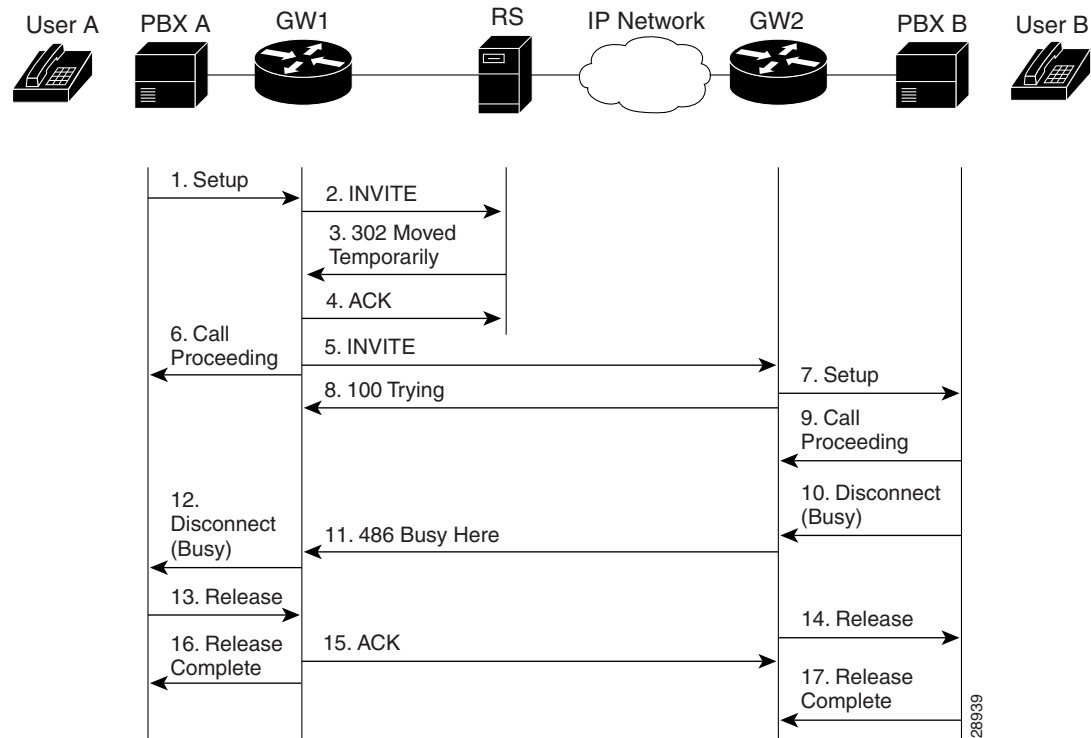 User A
PBX A
GW1
RS
IP Network
GW2
PBX B
User B
1. Setup
2. INVITE
3. 302 Moved
Temporarily
4. ACK
5. INVITE
6. Call
Proceeding
7. Setup
8. 100 Trying
9. Call
Proceeding
10. Disconnect
(Busy)
11. 486 Busy Here
12.
Disconnect
(Busy)
13. Release
14. Release
15. ACK
16. Release
Complete
17. Release
Complete
28939